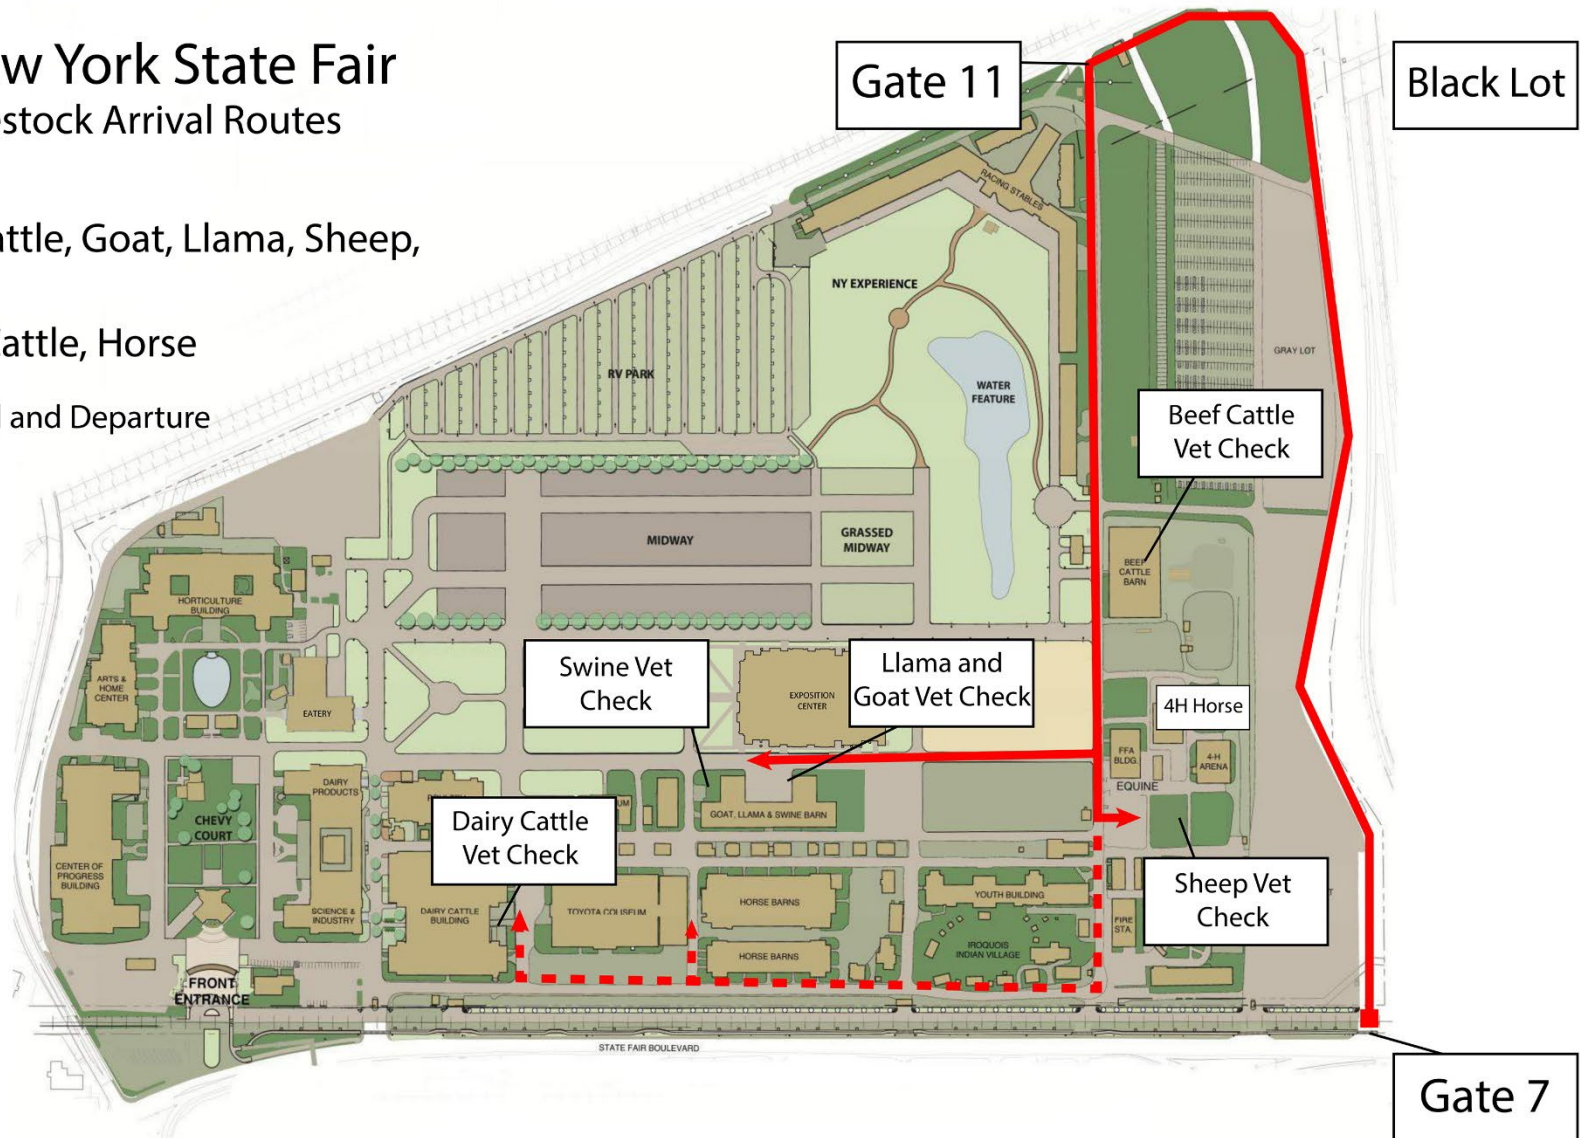 w York State Fair
stock Arrival Routes
attle, Goat, Llama, Sheep,
attle, Horse
and Departure
Gate 11
Black Lot
RACING STABLES
NY EXPERIENCE
RV PARK
WATER
FEATURE
GRAY LOT
Beef Cattle
Vet Check
MIDWAY
GRASSED
MIDWAY
BEEF
CATTLE
BARN
HORTICULTURE
BUILDING
ARTS &
HOME
CENTER
EATERY
Swine Vet
Check
EXPOSITION
CENTER
Llama and
Goat Vet Check
4H Horse
FFA
BLDG.
4-H
ARENA
EQUINE
DAIRY
PRODUCTS
CHEVY
COURT
GOAT, LLAMA & SWINE BARN
Dairy Cattle
Vet Check
CENTER OF
PROGRESS
BUILDING
SCIENCE &
INDUSTRY
DAIRY CATTLE
BUILDING
TOYOTA COLISEUM
HORSE BARNS
HORSE BARNS
YOUTH BUILDING
IROQUOIS
INDIAN VILLAGE
FIRE
STA.
Sheep Vet
Check
FRONT
ENTRANCE
STATE FAIR BOULEVARD
Gate 7